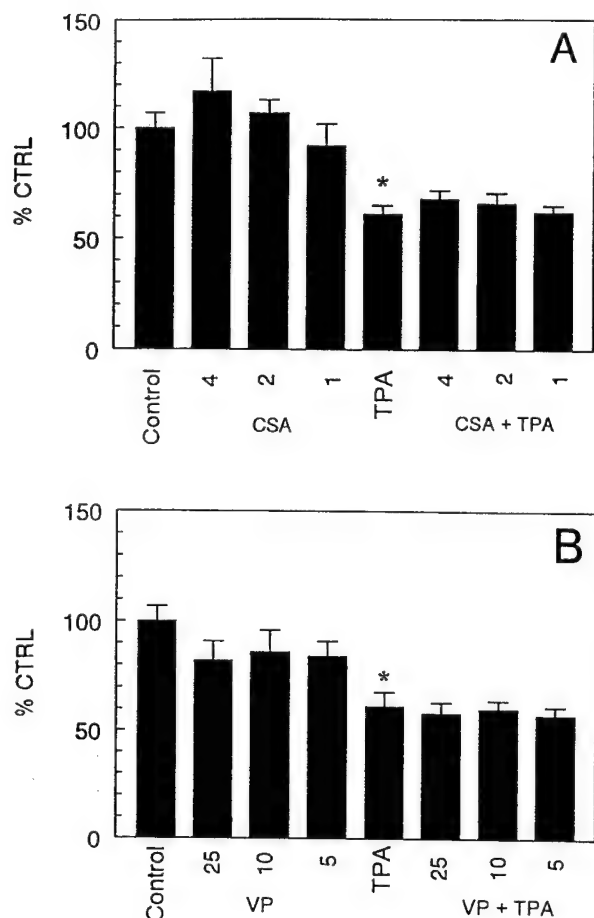 A
% CTRL
150
100
50
0
*
Control 4 2 1 TPA 4 2 1
CSA CSA + TPA
B
% CTRL
150
100
50
0
*
Control 25 10 5 TPA 25 10 5
VP VP + TPA